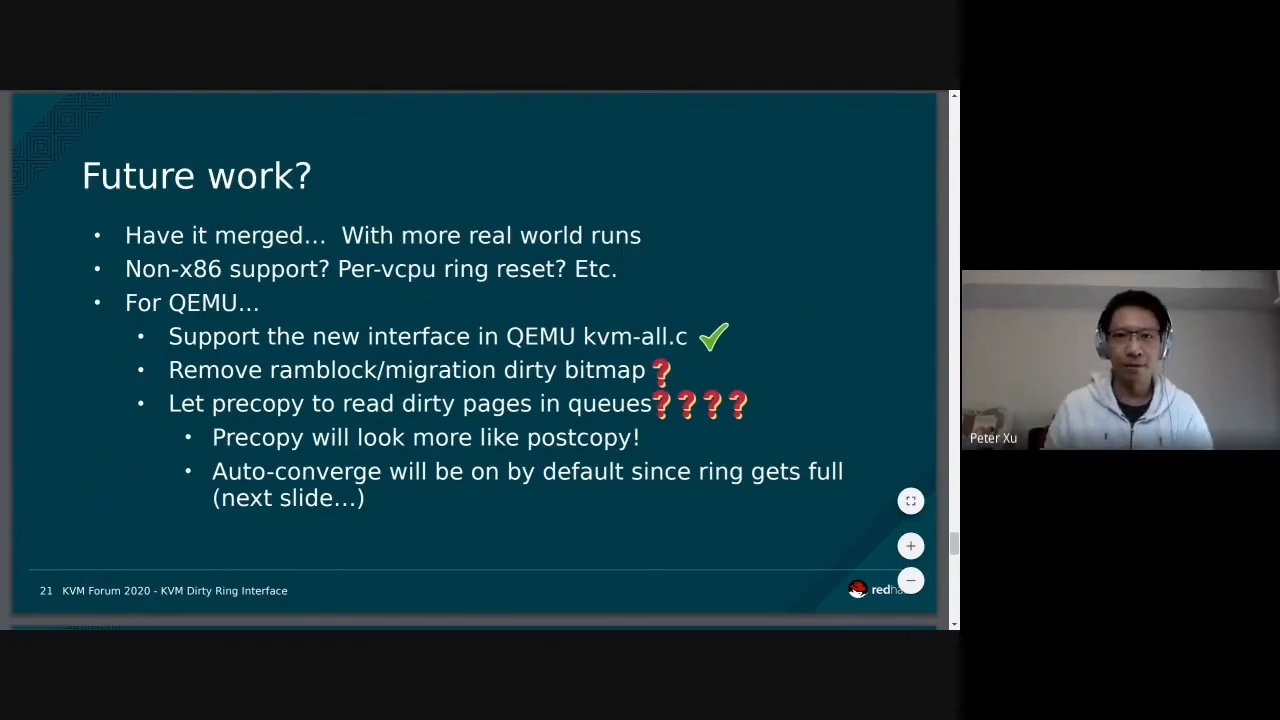 Future work?
• Have it merged… With more real world runs
• Non-x86 support? Per-vcpu ring reset? Etc.
• For QEMU…
• Support the new interface in QEMU kvm-all.c
• Remove ramblock/migration dirty bitmap❓
• Let precopy to read dirty pages in queues❓❓❓❓
• Precopy will look more like postcopy!
• Auto-converge will be on by default since ring gets full
(next slide…)
21 KVM Forum 2020 - KVM Dirty Ring Interface
Peter Xu